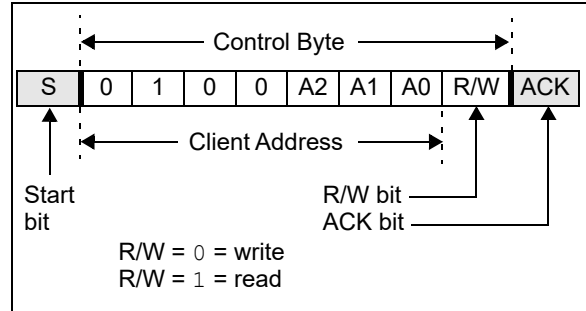 Control Byte
S 0 1 0 0 A2 A1 A0 R/W ACK
Client Address
Start
bit
R/W bit
ACK bit
R/W = 0 = write
R/W = 1 = read